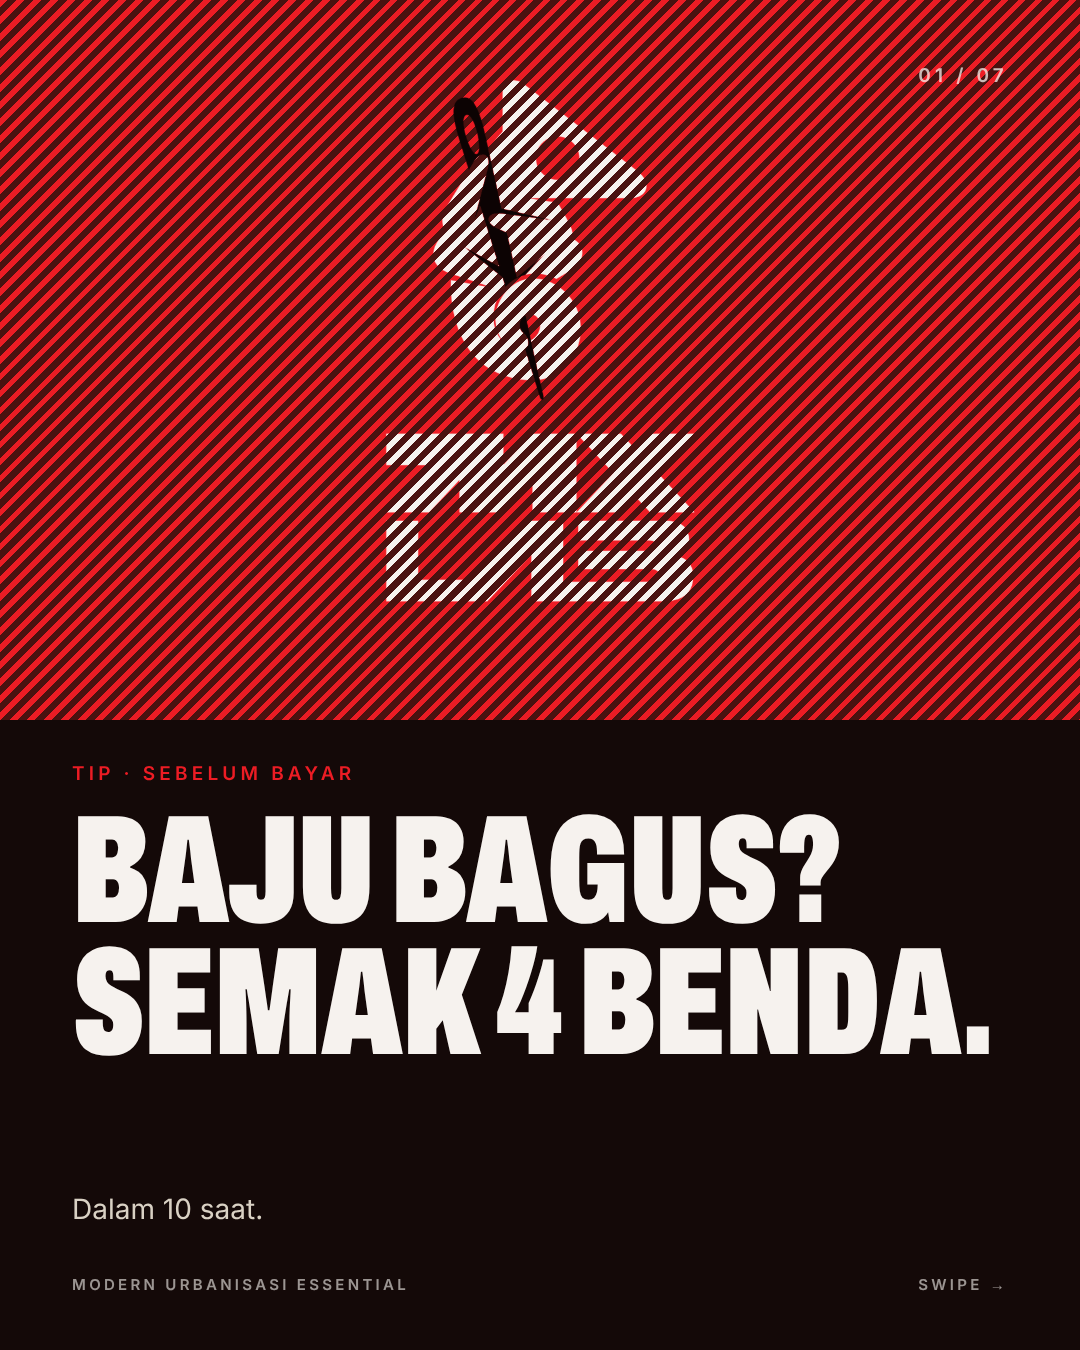 01 / 07
TIP · SEBELUM BAYAR
BAJU BAGUS?
SEMAK 4 BENDA.
Dalam 10 saat.
MODERN URBANISASI ESSENTIAL
SWIPE →